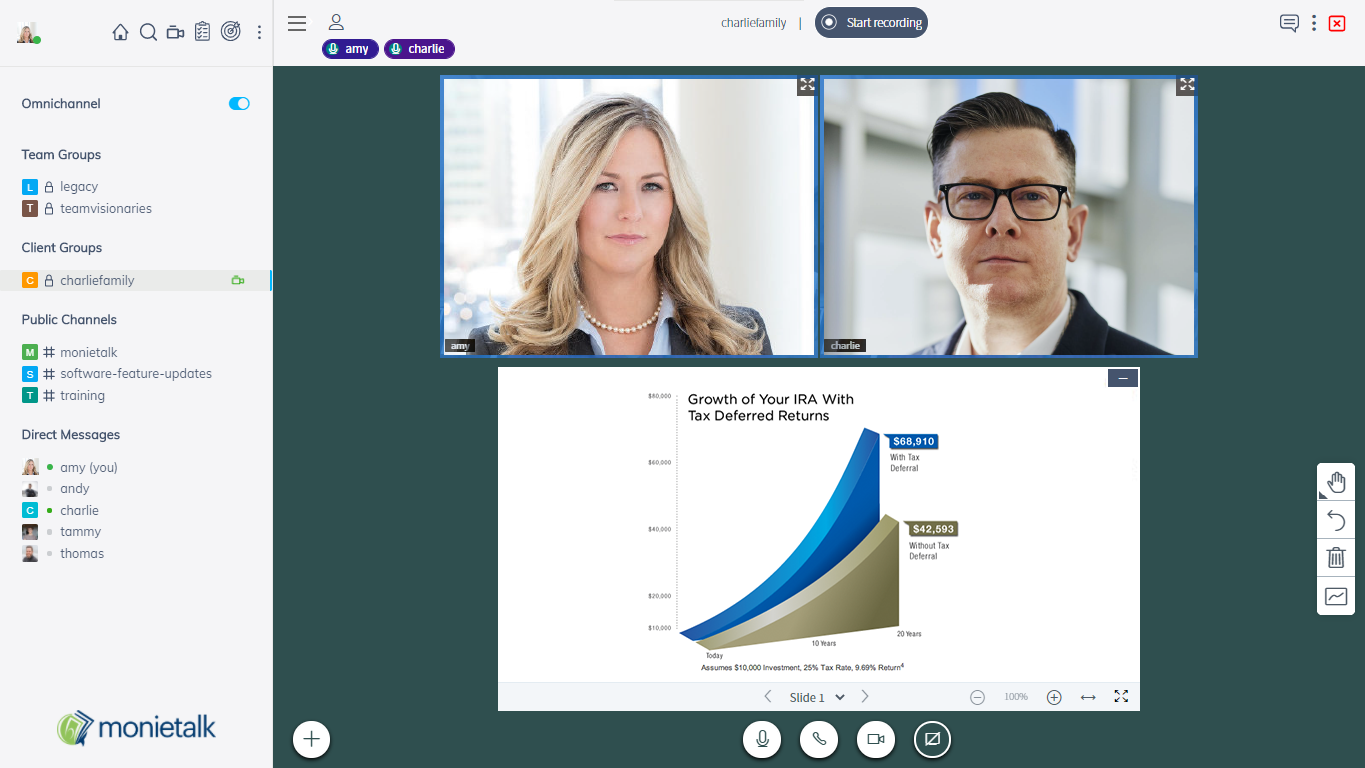 charliefamily | Start recording
amy charlie
Omnichannel
Team Groups
L legacy
T teamvisionaries
Client Groups
C charliefamily
Public Channels
M # monietalk
S # software-feature-updates
T # training
Direct Messages
amy (you)
andy
C charlie
tammy
thomas
monietalk
amy
charlie
Growth of Your IRA With
Tax Deferred Returns
$80,000
$60,000
$40,000
$20,000
$10,000
$68,910
With Tax
Deferral
$42,593
Without Tax
Deferral
Today
10 Years
20 Years
Assumes $10,000 Investment, 25% Tax Rate, 9.69% Return4
Slide 1
100%